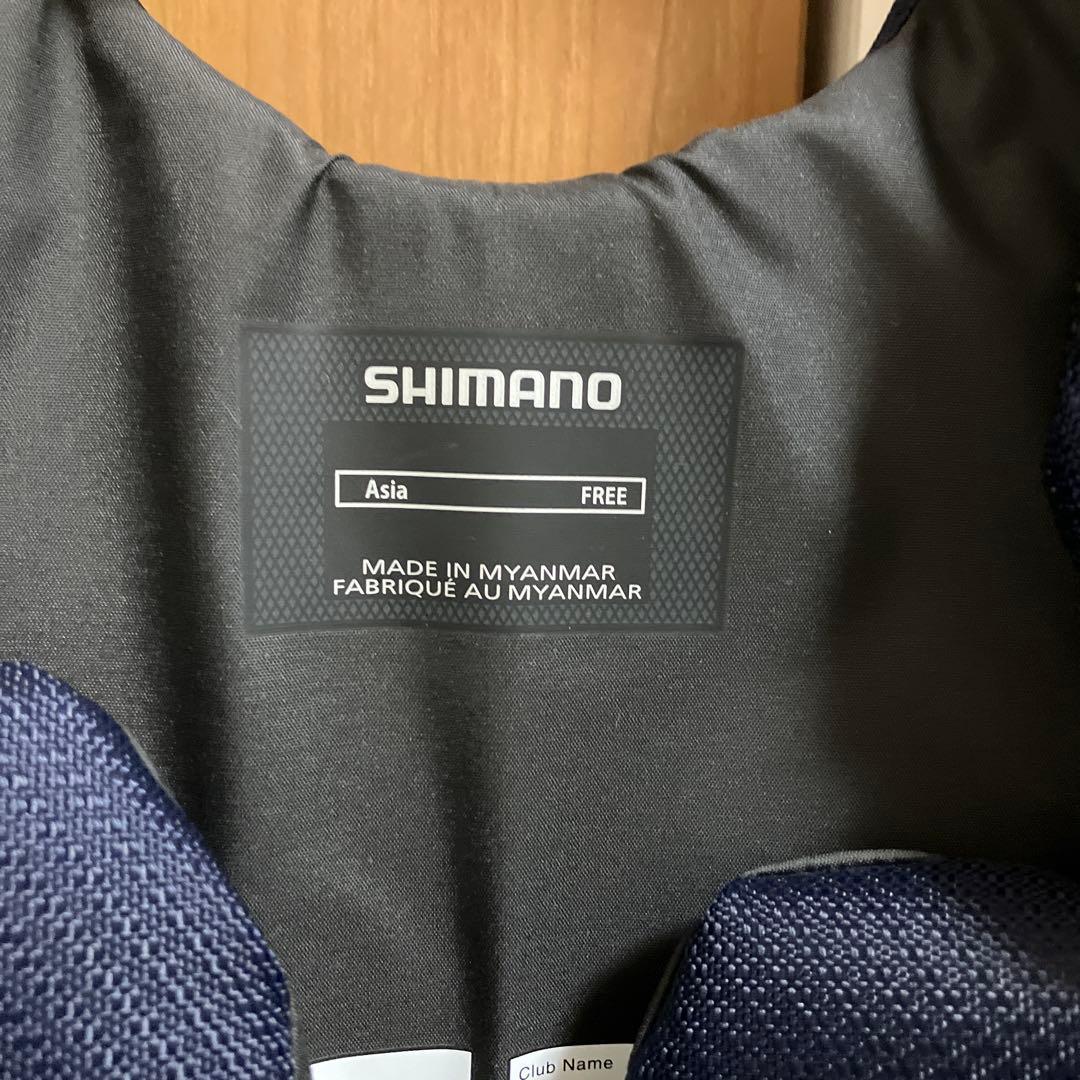 SHIMANO
Asia FREE
MADE IN MYANMAR
FABRIQUÉ AU MYANMAR
Club Name